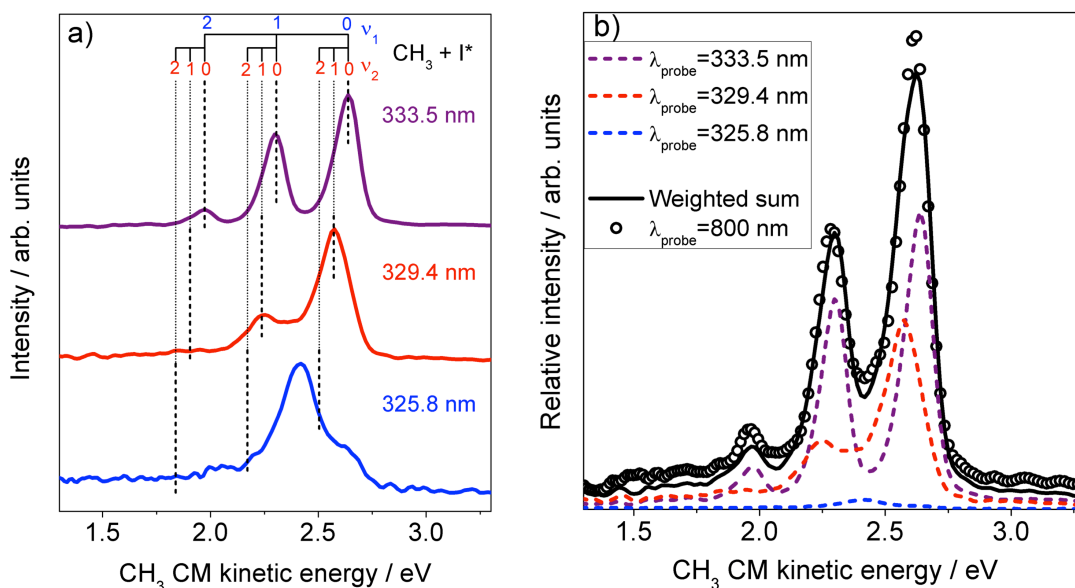 a)
2 1 0 ν₁
CH₃ + I*
2 1 0 2 1 0 2 1 0 ν₂
333.5 nm
329.4 nm
325.8 nm
Intensity / arb. units
1.5 2.0 2.5 3.0
CH₃ CM kinetic energy / eV
b)
λprobe=333.5 nm
λprobe=329.4 nm
λprobe=325.8 nm
Weighted sum
λprobe=800 nm
Relative intensity / arb. units
1.5 2.0 2.5 3.0
CH₃ CM kinetic energy / eV